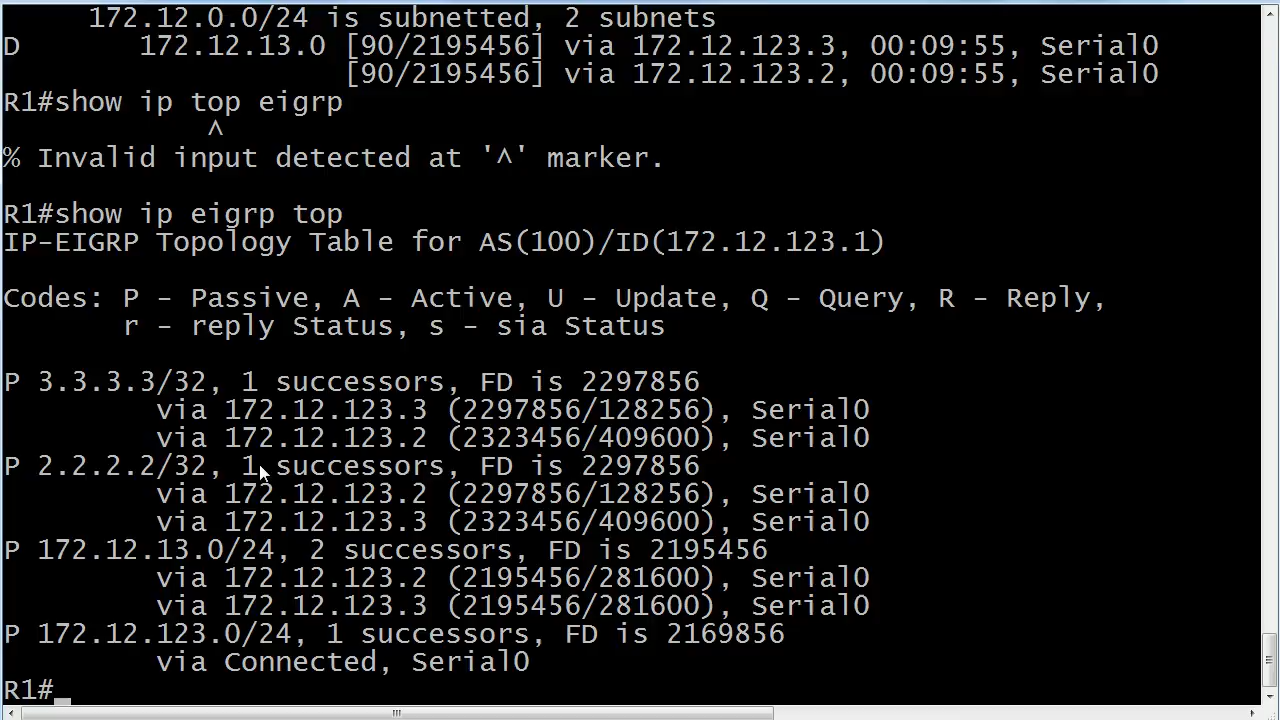 172.12.0.0/24 is subnetted, 2 subnets
D       172.12.13.0 [90/2195456] via 172.12.123.3, 00:09:55, Serial0
                    [90/2195456] via 172.12.123.2, 00:09:55, Serial0
R1#show ip top eigrp
            ^
% Invalid input detected at '^' marker.
R1#show ip eigrp top
IP-EIGRP Topology Table for AS(100)/ID(172.12.123.1)
Codes: P - Passive, A - Active, U - Update, Q - Query, R - Reply,
       r - reply Status, s - sia Status
P 3.3.3.3/32, 1 successors, FD is 2297856
         via 172.12.123.3 (2297856/128256), Serial0
         via 172.12.123.2 (2323456/409600), Serial0
P 2.2.2.2/32, 1 successors, FD is 2297856
         via 172.12.123.2 (2297856/128256), Serial0
         via 172.12.123.3 (2323456/409600), Serial0
P 172.12.13.0/24, 2 successors, FD is 2195456
         via 172.12.123.2 (2195456/281600), Serial0
         via 172.12.123.3 (2195456/281600), Serial0
P 172.12.123.0/24, 1 successors, FD is 2169856
         via Connected, Serial0
R1#